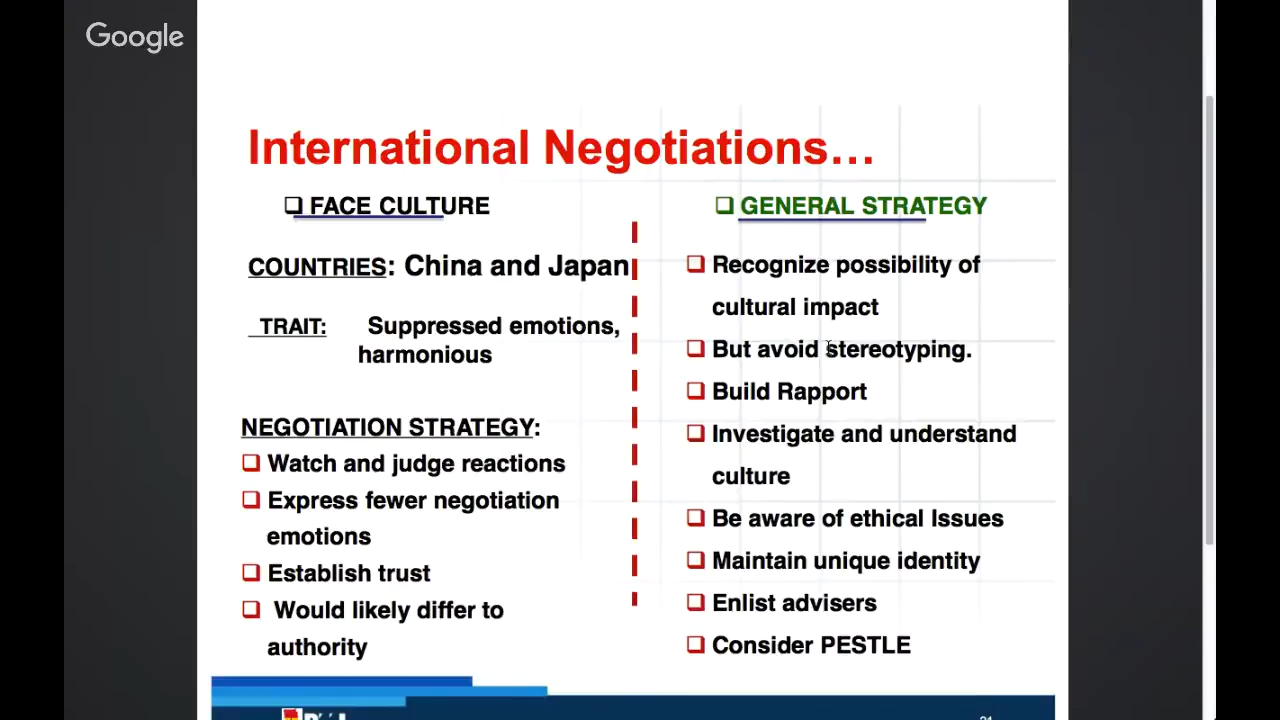 Google
International Negotiations…
FACE CULTURE
COUNTRIES: China and Japan
TRAIT: Suppressed emotions,
harmonious
NEGOTIATION STRATEGY:
Watch and judge reactions
Express fewer negotiation
emotions
Establish trust
Would likely differ to
authority
GENERAL STRATEGY
Recognize possibility of
cultural impact
But avoid stereotyping.
Build Rapport
Investigate and understand
culture
Be aware of ethical Issues
Maintain unique identity
Enlist advisers
Consider PESTLE